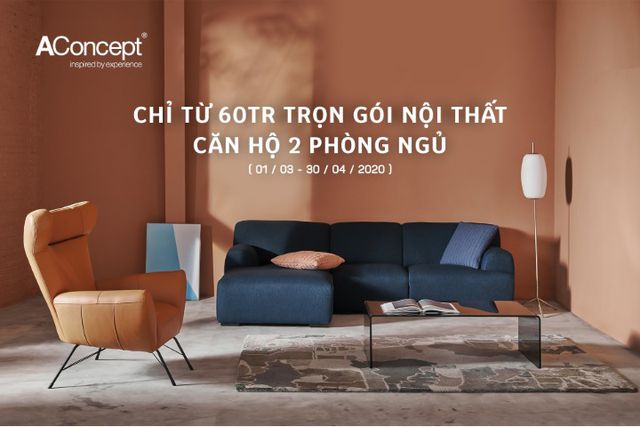 AConcept®
inspired by experience
CHỈ TỪ 60TR TRỌN GÓI NỘI THẤT
CĂN HỘ 2 PHÒNG NGỦ
( 01 / 03 - 30 / 04 / 2020 )